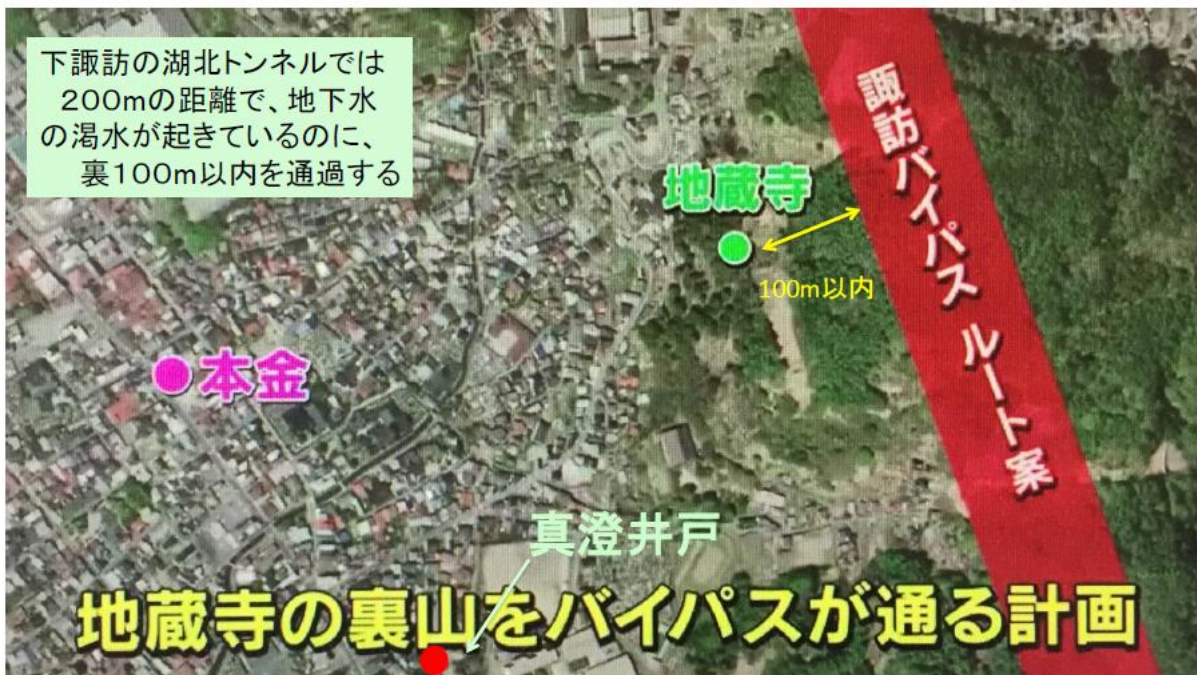 下諏訪の湖北トンネルでは
200mの距離で、地下水
の渇水が起きているのに、
裏100m以内を通過する
諏訪バイパス ルート案
地蔵寺
100m以内
本金
真澄井戸
地蔵寺の裏山をバイパスが通る計画